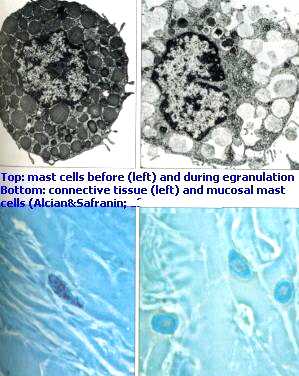 Top: mast cells before (left) and during egranulation
Bottom: connective tissue (left) and mucosal mast
cells (Alcian&Safranin;